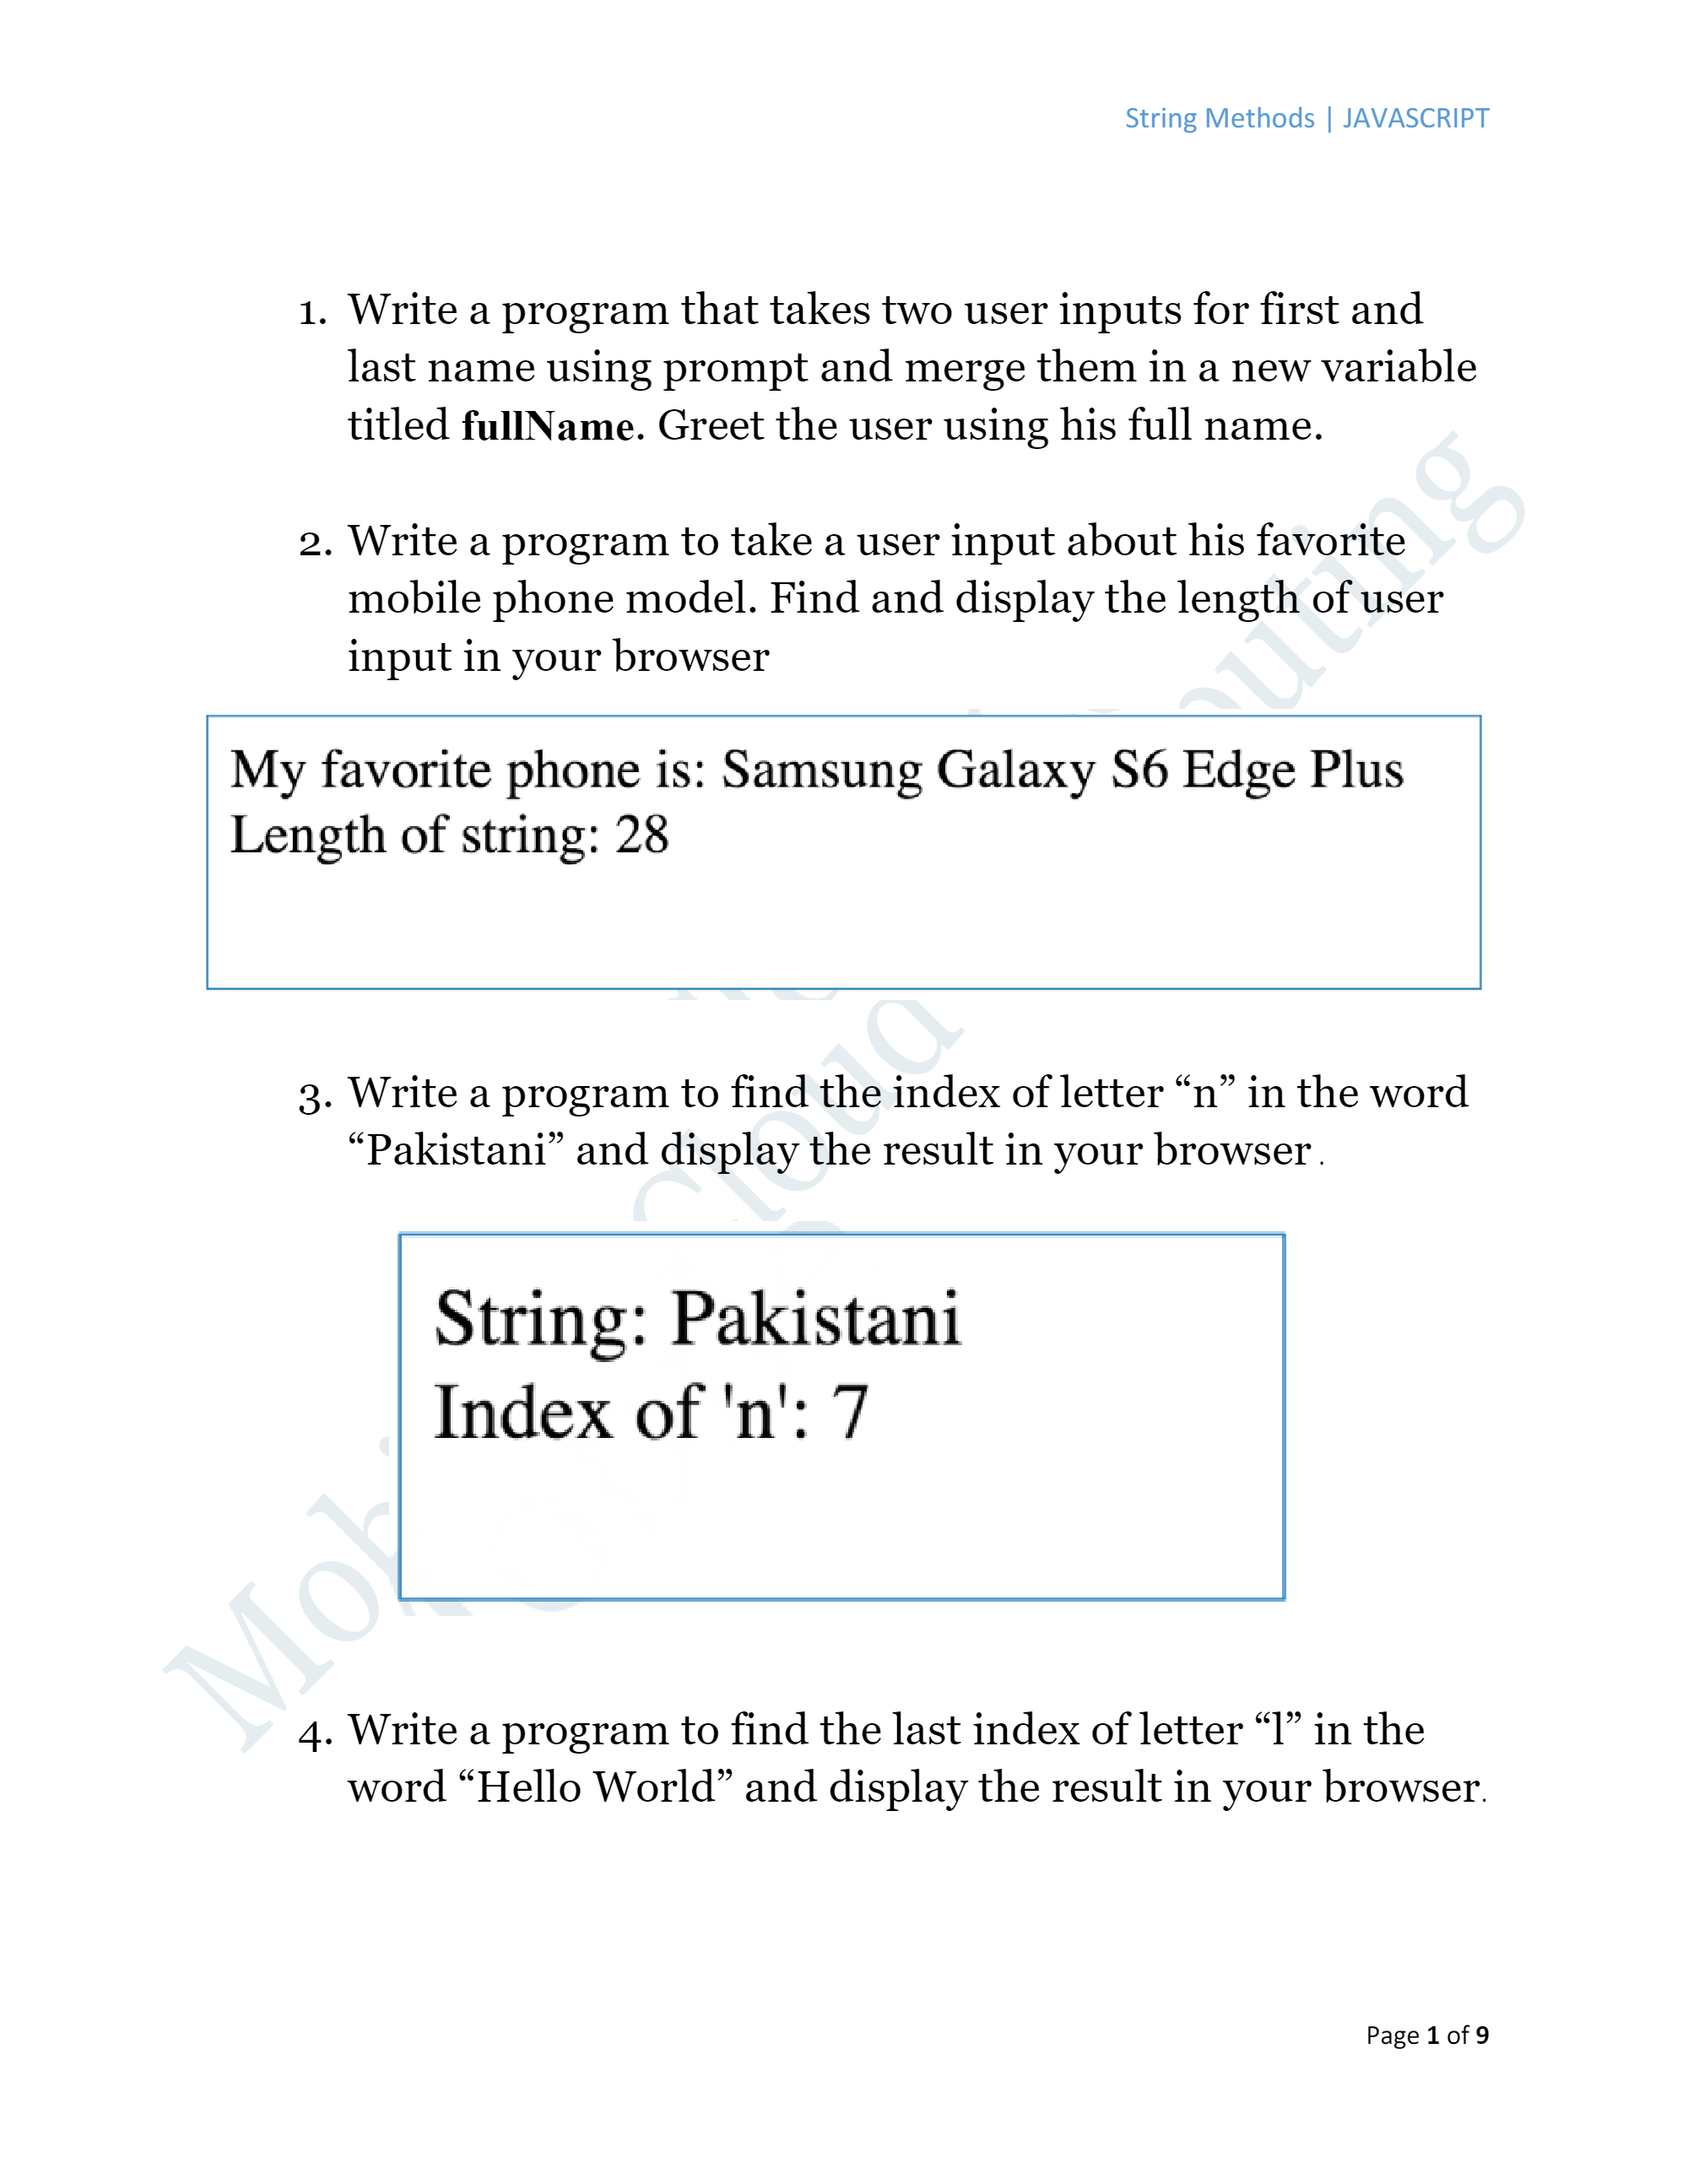 String Methods | JAVASCRIPT
1. Write a program that takes two user inputs for first and
last name using prompt and merge them in a new variable
titled fullName. Greet the user using his full name.
2. Write a program to take a user input about his favorite
mobile phone model. Find and display the length of user
input in your browser
My favorite phone is: Samsung Galaxy S6 Edge Plus
Length of string: 28
3. Write a program to find the index of letter “n” in the word
“Pakistani” and display the result in your browser .
String: Pakistani
Index of 'n': 7
4. Write a program to find the last index of letter “l” in the
word “Hello World” and display the result in your browser.
Page 1 of 9